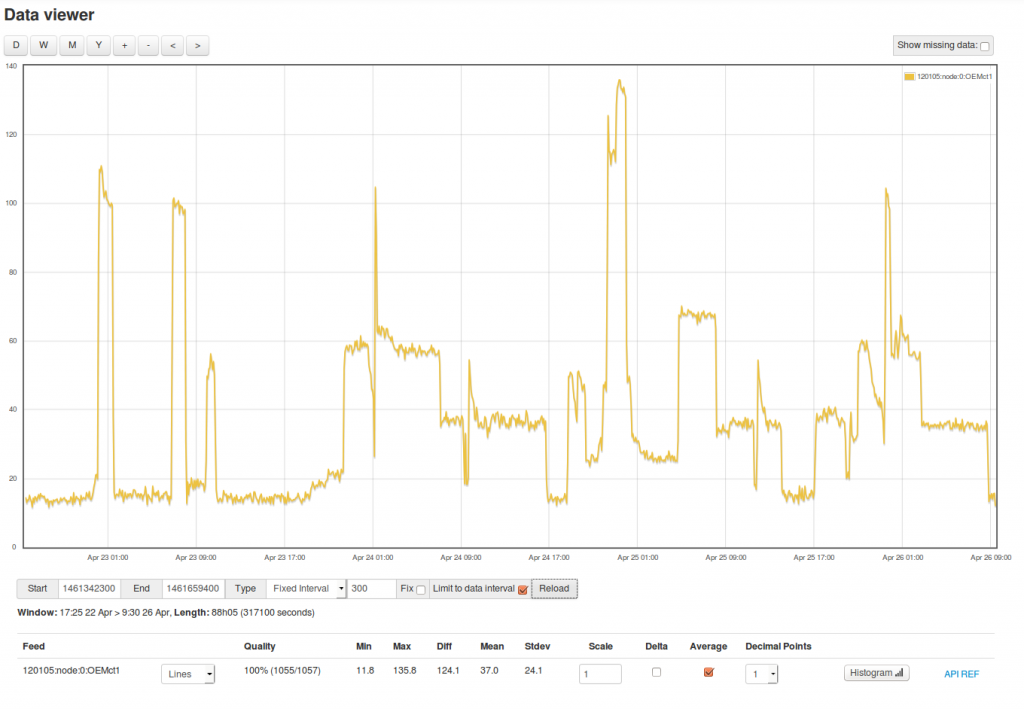 Data viewer
D W M Y + - < > Show missing data:
140
120105:node:0:OEMct1
120
100
80
60
40
20
0
Apr 23 01:00 Apr 23 09:00 Apr 23 17:00 Apr 24 01:00 Apr 24 09:00 Apr 24 17:00 Apr 25 01:00 Apr 25 09:00 Apr 25 17:00 Apr 26 01:00 Apr 26 09:00
Start 1461342300 End 1461659400 Type Fixed Interval 300 Fix Limit to data interval Reload
Window: 17:25 22 Apr > 9:30 26 Apr, Length: 88h05 (317100 seconds)
Feed Quality Min Max Diff Mean Stdev Scale Delta Average Decimal Points
120105:node:0:OEMct1 Lines 100% (1055/1057) 11.8 135.8 124.1 37.0 24.1 1 1 Histogram API REF